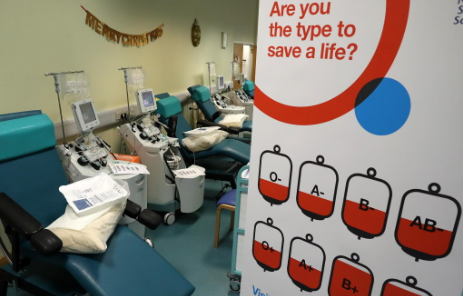 MERRY CHRISTMAS
Are you
the type to
save a life?
O-
A-
B-
AB-
O+
A+
B+